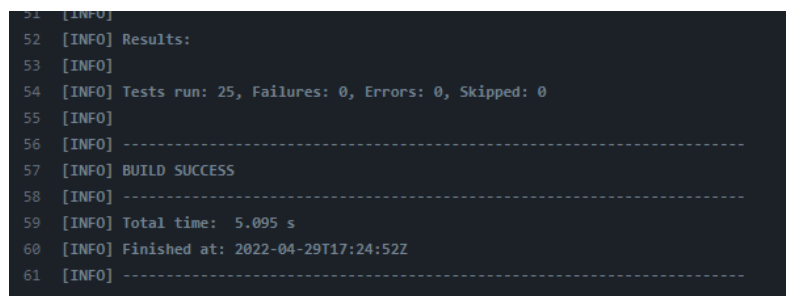 51 [INFO]
52 [INFO] Results:
53 [INFO]
54 [INFO] Tests run: 25, Failures: 0, Errors: 0, Skipped: 0
55 [INFO]
56 [INFO] ------------------------------------------------------------------------
57 [INFO] BUILD SUCCESS
58 [INFO] ------------------------------------------------------------------------
59 [INFO] Total time:  5.095 s
60 [INFO] Finished at: 2022-04-29T17:24:52Z
61 [INFO] ------------------------------------------------------------------------